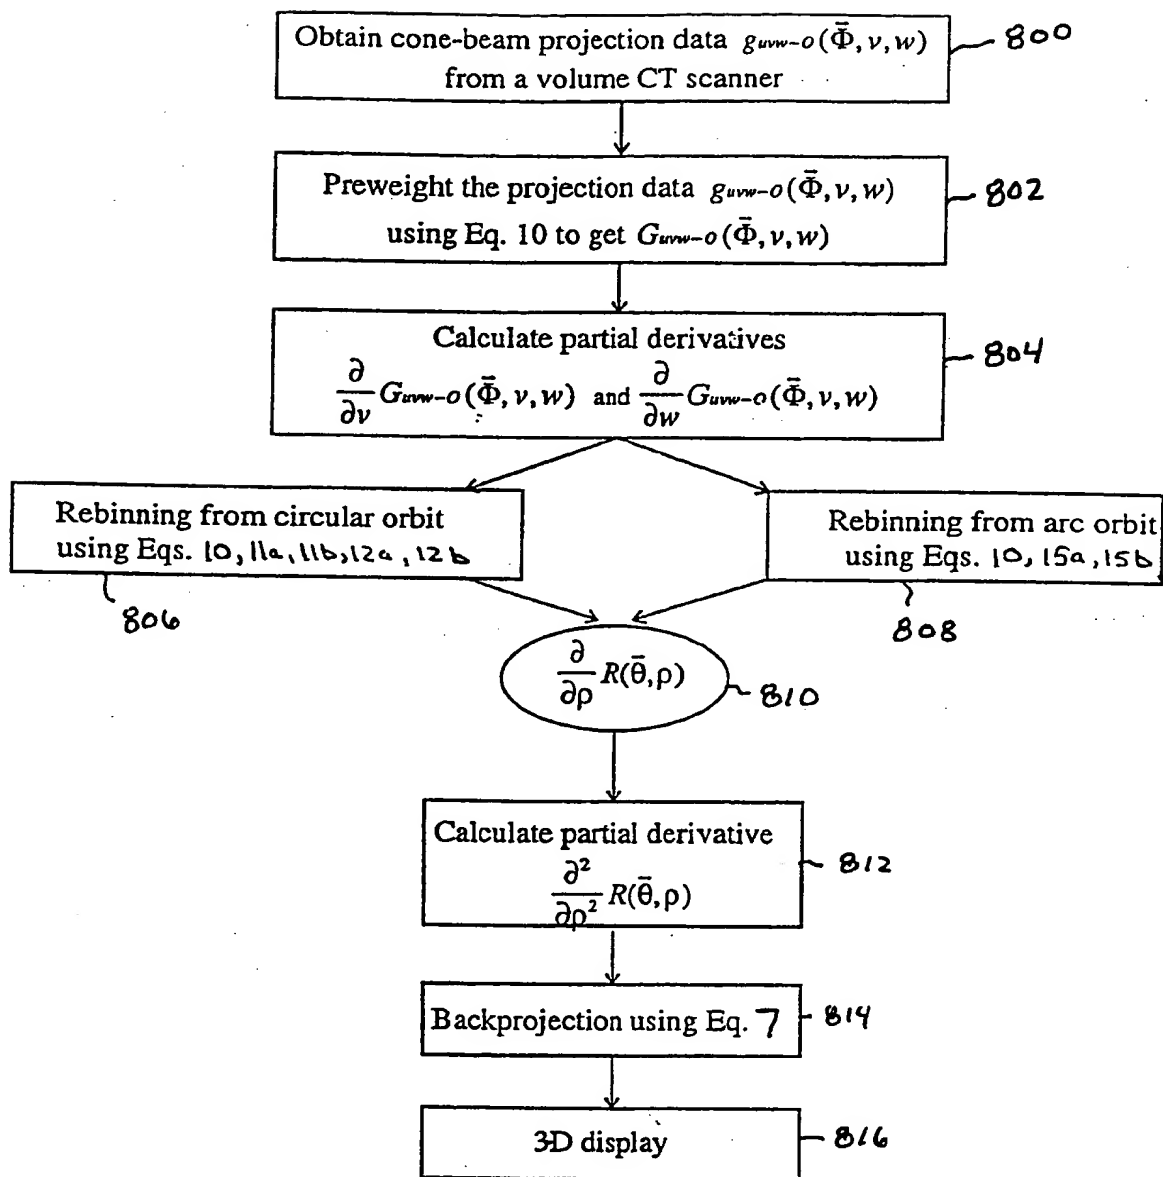 Obtain cone-beam projection data g_{uvw-o}(Φ̄, ν, w)
from a volume CT scanner
800
Preweight the projection data g_{uvw-o}(Φ̄, ν, w)
using Eq. 10 to get G_{uvw-o}(Φ̄, ν, w)
802
Calculate partial derivatives
∂/∂ν G_{uvw-o}(Φ̄, ν, w) and ∂/∂w G_{uvw-o}(Φ̄, ν, w)
804
Rebinning from circular orbit
using Eqs. 10, 11a, 11b, 12a, 12b
806
Rebinning from arc orbit
using Eqs. 10, 15a, 15b
808
∂/∂ρ R(θ̄, ρ)
810
Calculate partial derivative
∂²/∂ρ² R(θ̄, ρ)
812
Backprojection using Eq. 7
814
3-D display
816